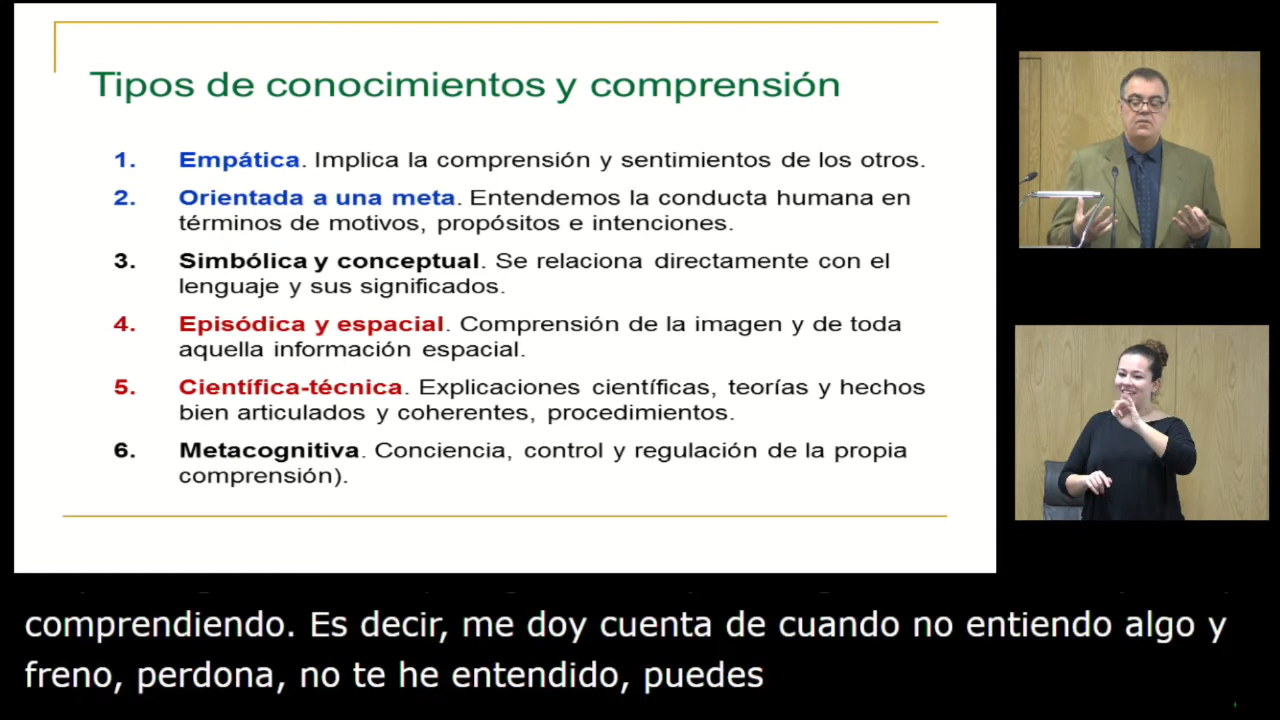 Tipos de conocimientos y comprensión
1. Empática. Implica la comprensión y sentimientos de los otros.
2. Orientada a una meta. Entendemos la conducta humana en
términos de motivos, propósitos e intenciones.
3. Simbólica y conceptual. Se relaciona directamente con el
lenguaje y sus significados.
4. Episódica y espacial. Comprensión de la imagen y de toda
aquella información espacial.
5. Científica-técnica. Explicaciones científicas, teorías y hechos
bien articulados y coherentes, procedimientos.
6. Metacognitiva. Conciencia, control y regulación de la propia
comprensión).
comprendiendo. Es decir, me doy cuenta de cuando no entiendo algo y
freno, perdona, no te he entendido, puedes